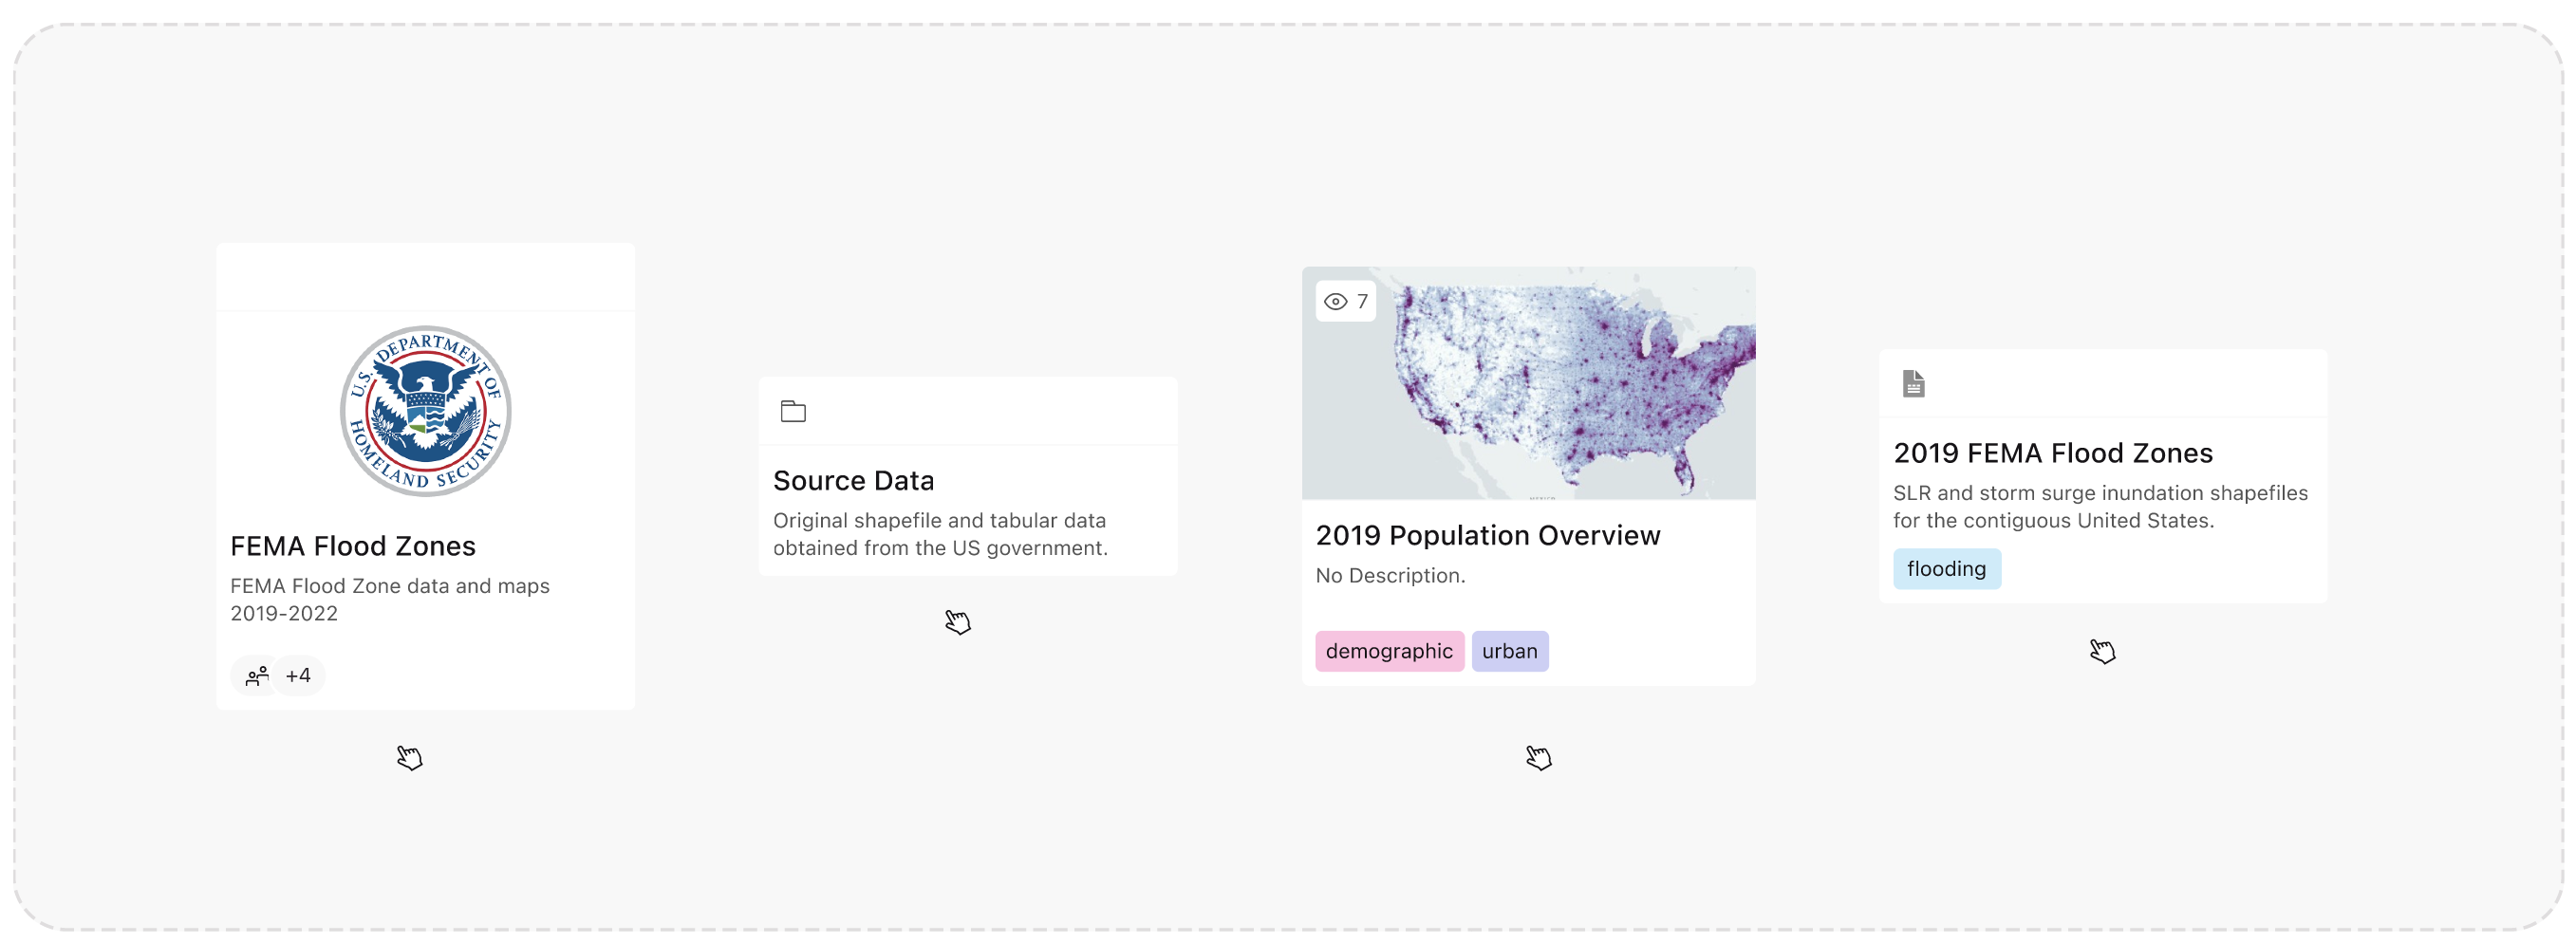 U.S. DEPARTMENT OF
HOMELAND SECURITY
FEMA Flood Zones
FEMA Flood Zone data and maps
2019-2022
+4
Source Data
Original shapefile and tabular data
obtained from the US government.
7
MEXICO
2019 Population Overview
No Description.
demographic
urban
2019 FEMA Flood Zones
SLR and storm surge inundation shapefiles
for the contiguous United States.
flooding